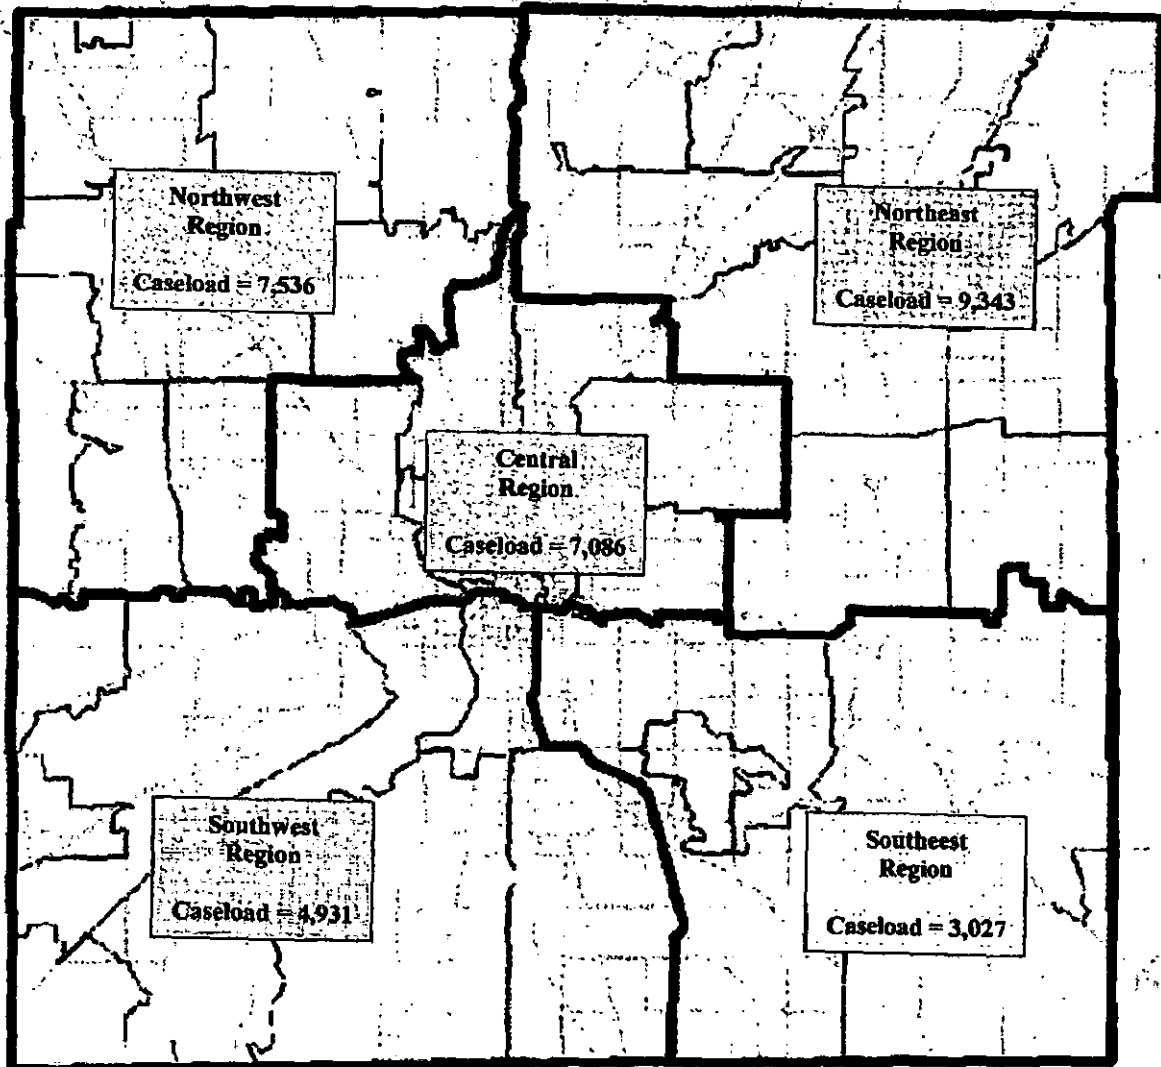 Northwest
Region
Caseload = 7,536
Northeast
Region
Caseload = 9,343
Central
Region
Caseload = 7,086
Southwest
Region
Caseload = 4,931
Southeest
Region
Caseload = 3,027